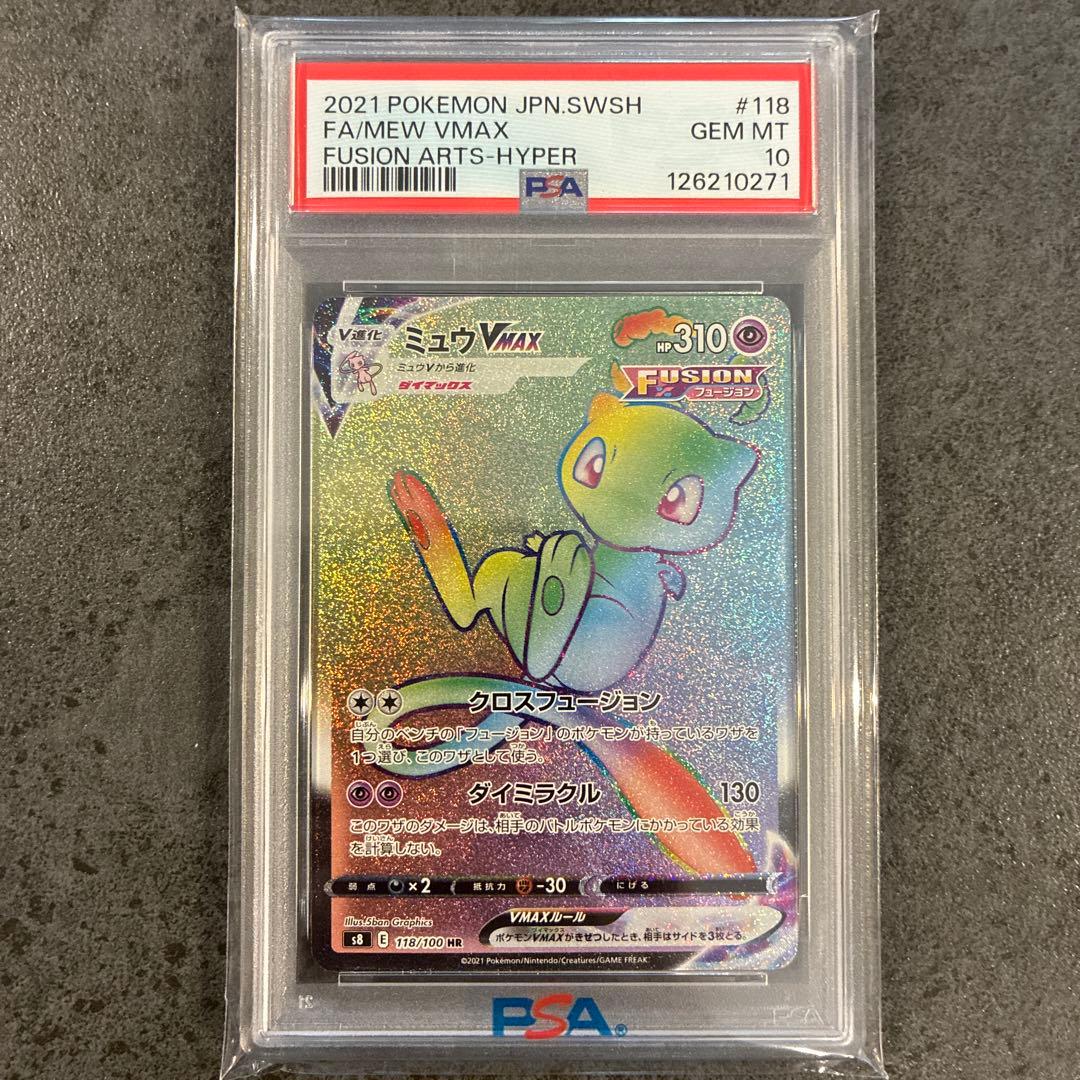 2021 POKEMON JPN.SWSH #118
FA/MEW VMAX GEM MT
FUSION ARTS-HYPER 10
PSA 126210271
V進化 ミュウVMAX HP310
ミュウVから進化
ダイマックス
FUSION
フュージョン
クロスフュージョン
自分のベンチの「フュージョン」のポケモンが持っているワザを
1つ選び、このワザとして使う。
ダイミラクル 130
このワザのダメージは、相手のバトルポケモンにかかっている効果
を計算しない。
弱点 ×2 抵抗力 -30 にげる
Illus.5ban Graphics
VMAXルール
s8 E 118/100 HR
ポケモンVMAXがきぜつしたとき、相手はサイドを3枚とる。
©2021 Pokémon/Nintendo/Creatures/GAME FREAK
PSA®
PSA